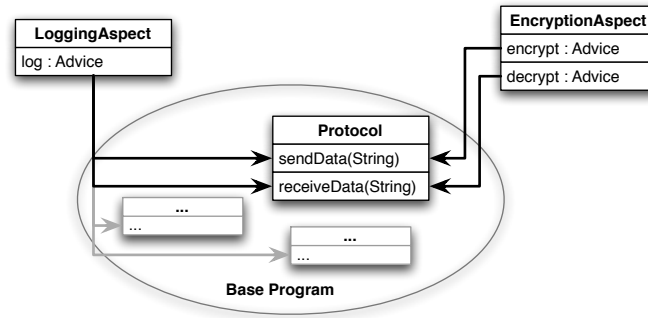 LoggingAspect
log : Advice
EncryptionAspect
encrypt : Advice
decrypt : Advice
Protocol
sendData(String)
receiveData(String)
...
...
...
...
Base Program